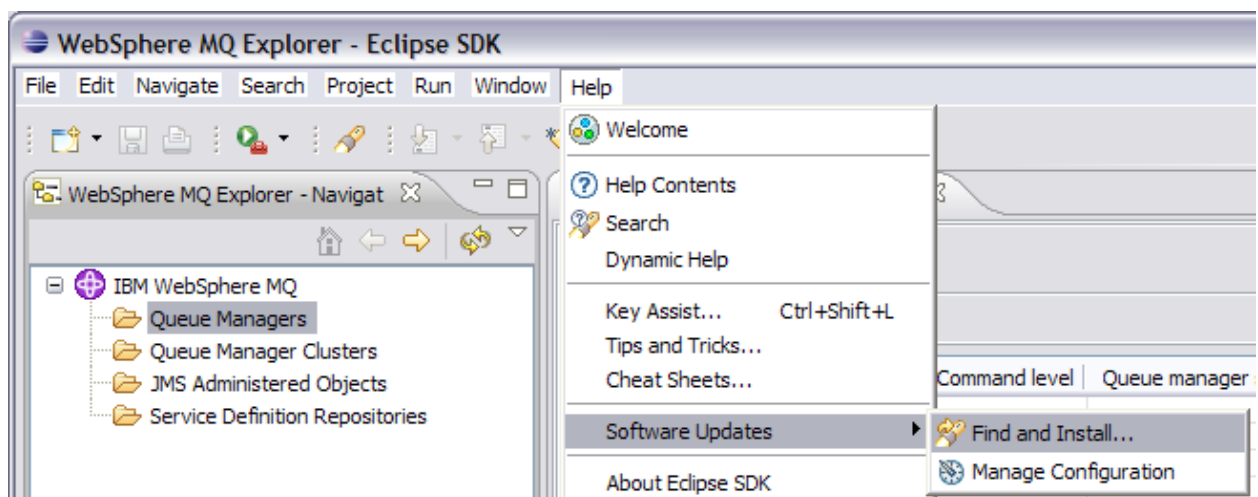 WebSphere MQ Explorer - Eclipse SDK
File Edit Navigate Search Project Run Window Help
Welcome
Help Contents
Search
Dynamic Help
Key Assist... Ctrl+Shift+L
Tips and Tricks...
Cheat Sheets...
Software Updates
About Eclipse SDK
Find and Install...
Manage Configuration
WebSphere MQ Explorer - Navigat
IBM WebSphere MQ
Queue Managers
Queue Manager Clusters
JMS Administered Objects
Service Definition Repositories
Command level Queue manager